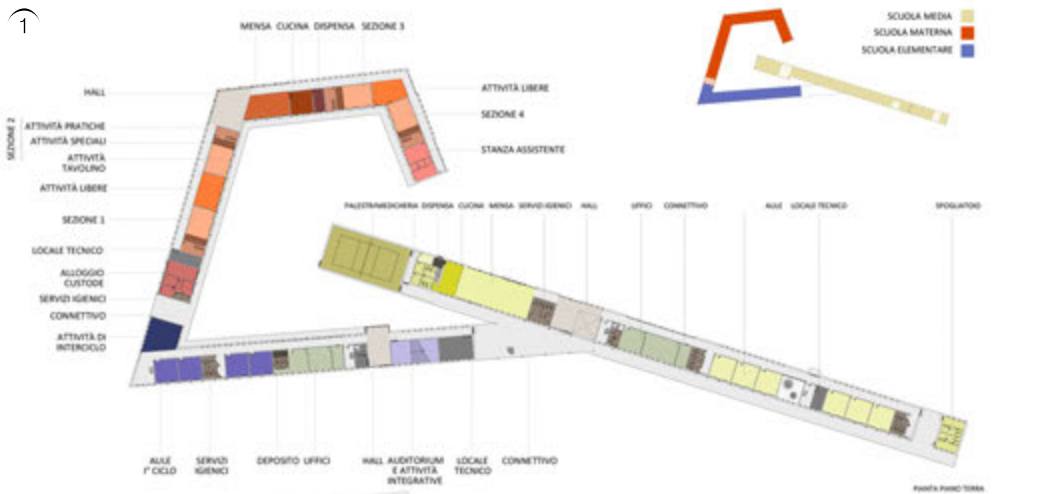 1
MENSA CUCINA DISPENSA SEZIONE 3
SCUOLA MEDIA
SCUOLA MATERNA
SCUOLA ELEMENTARE
HALL
ATTIVITÀ LIBERE
SEZIONE 4
STANZA ASSISTENTE
SEZIONE 2
ATTIVITÀ PRATICHE
ATTIVITÀ SPECIALI
ATTIVITÀ
TAVOLINO
ATTIVITÀ LIBERE
SEZIONE 1
LOCALE TECNICO
ALLOGGIO
CUSTODE
SERVIZI IGIENICI
CONNETTIVO
ATTIVITÀ DI
INTERCICLO
PALESTRA MEDICHERIA DISPENSA CUCINA MENSA SERVIZI IGIENICI HALL UFFICI CONNETTIVO AULE LOCALE TECNICO SPOGLIATOIO
AULE
I° CICLO
SERVIZI
IGIENICI
DEPOSITO UFFICI
HALL AUDITORIUM
E ATTIVITÀ
INTEGRATIVE
LOCALE
TECNICO
CONNETTIVO
PIANTA PIANO TERRA